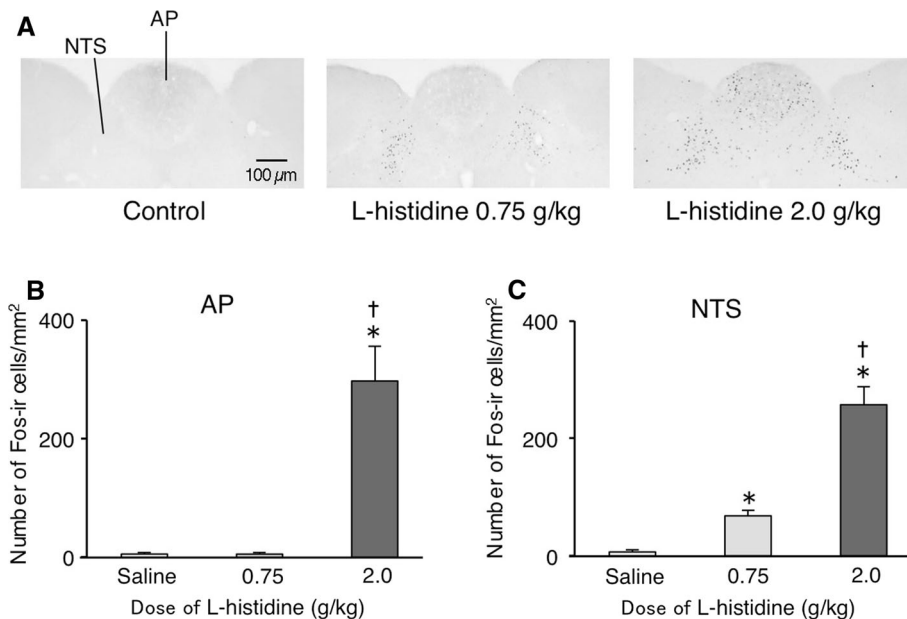 A
AP
NTS
100 µm
Control
L-histidine 0.75 g/kg
L-histidine 2.0 g/kg
B
AP
Number of Fos-ir cells/mm²
400
200
0
†
*
Saline
0.75
2.0
Dose of L-histidine (g/kg)
C
NTS
Number of Fos-ir cells/mm²
400
200
0
*
†
*
Saline
0.75
2.0
Dose of L-histidine (g/kg)